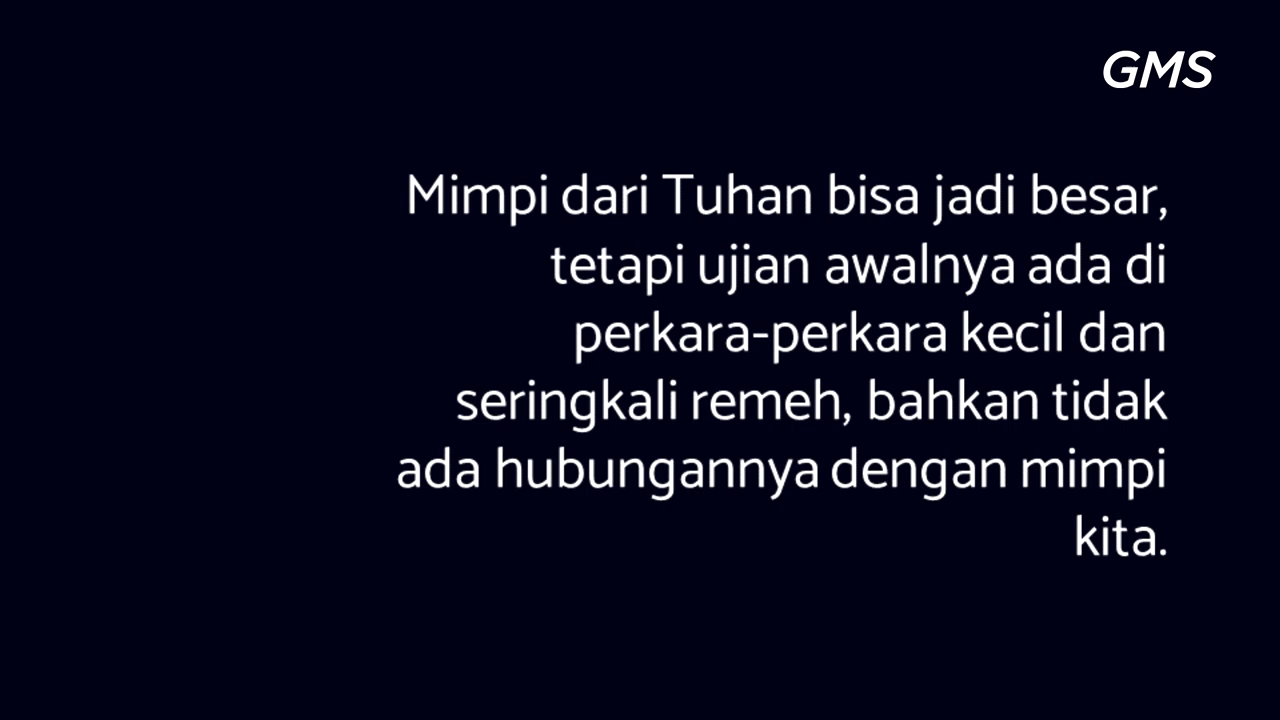 GMS
Mimpi dari Tuhan bisa jadi besar,
tetapi ujian awalnya ada di
perkara-perkara kecil dan
seringkali remeh, bahkan tidak
ada hubungannya dengan mimpi
kita.